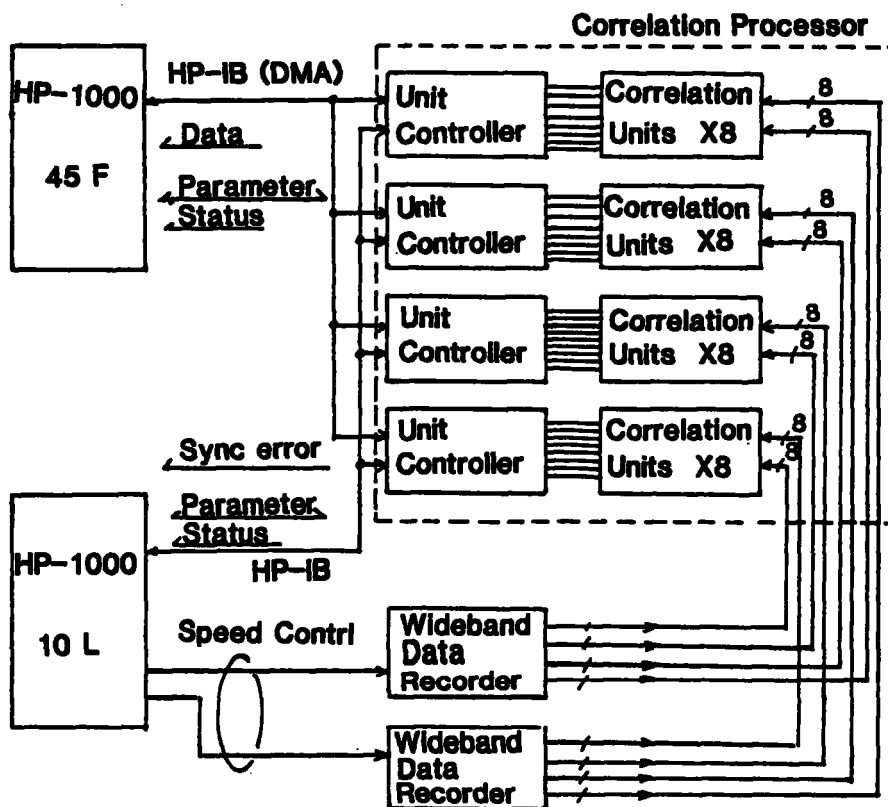 Correlation Processor
HP-1000
45 F
HP-IB (DMA)
Data
Parameter
Status
Unit
Controller
Correlation
Units X8
8
8
Unit
Controller
Correlation
Units X8
8
8
Unit
Controller
Correlation
Units X8
8
8
Unit
Controller
Correlation
Units X8
8
8
Sync error
Parameter
Status
HP-IB
HP-1000
10 L
Speed Contrl
Wideband
Data
Recorder
Wideband
Data
Recorder